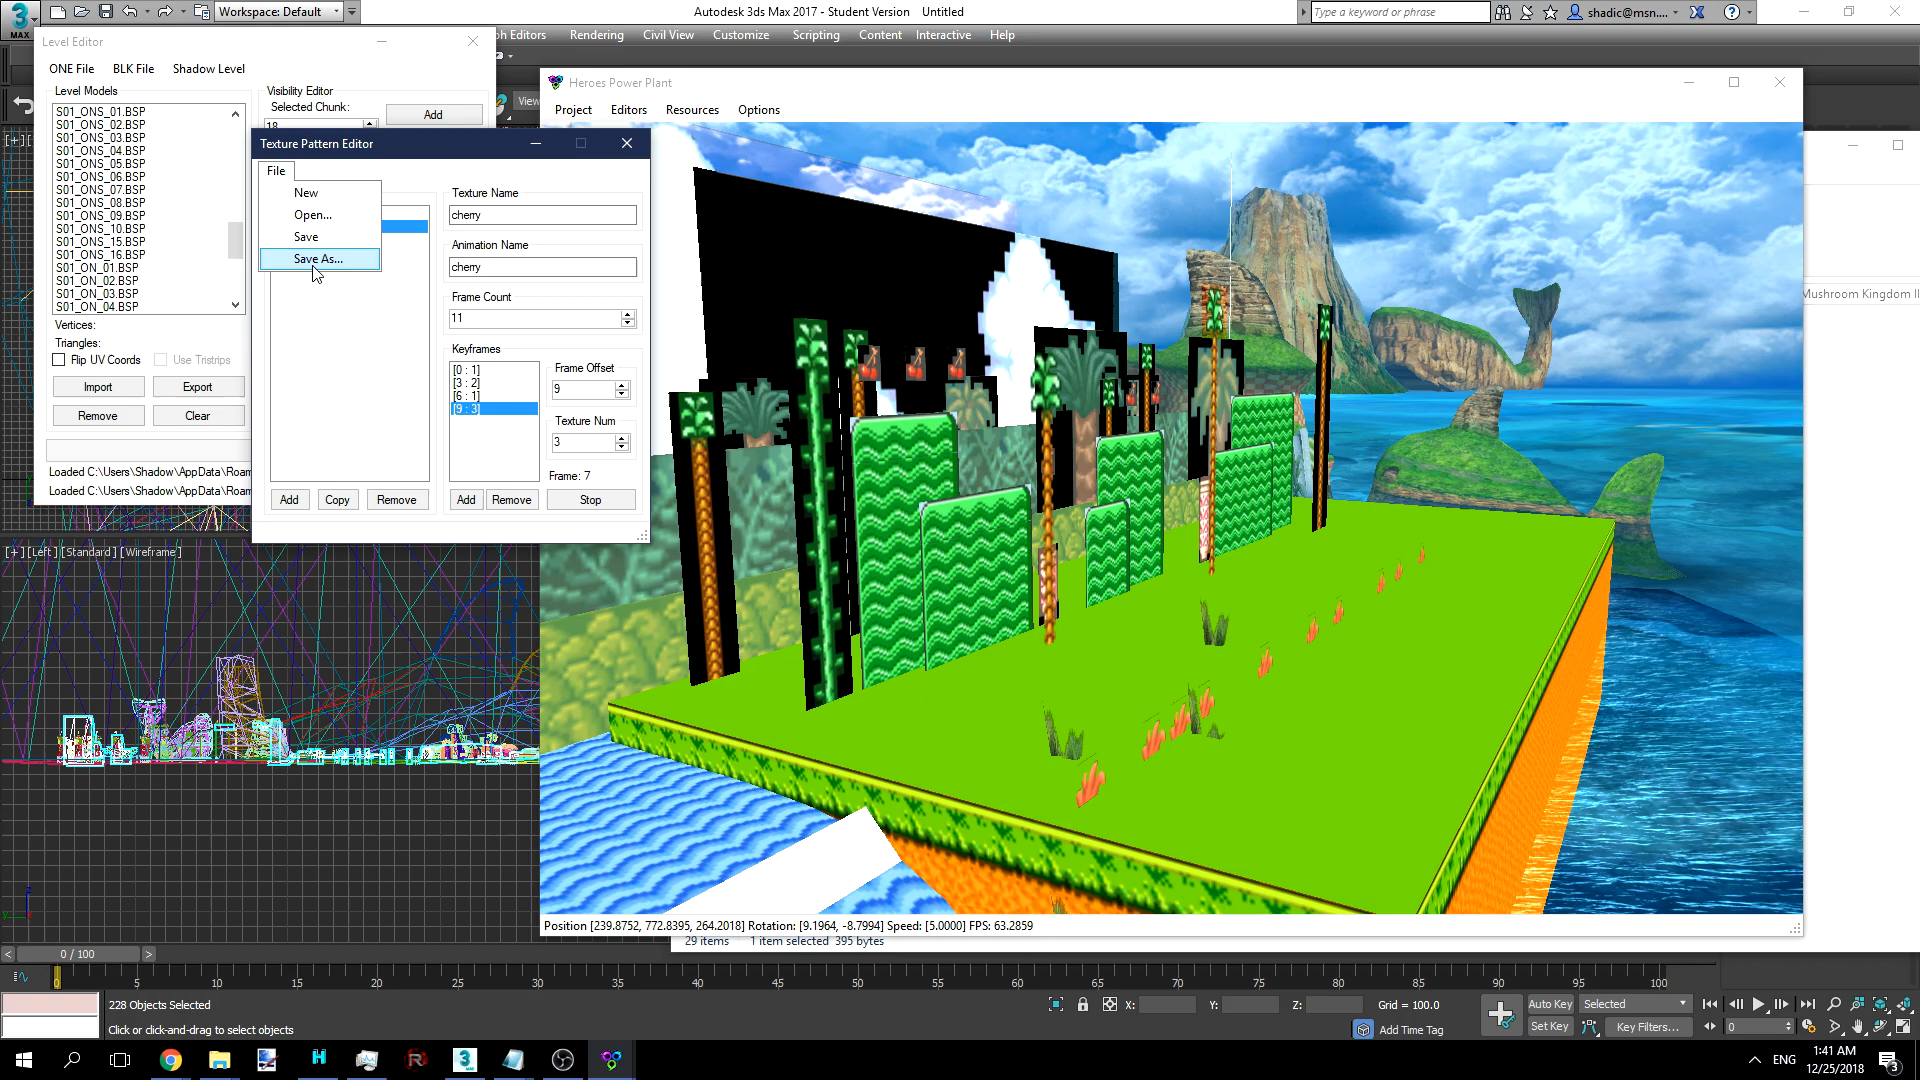 Workspace: Default
Autodesk 3ds Max 2017 - Student Version Untitled
Type a keyword or phrase
shadic@msn....
MAX
ph Editors Rendering Civil View Customize Scripting Content Interactive Help
Level Editor
ONE File BLK File Shadow Level
Level Models
S01_ONS_01.BSP
S01_ONS_02.BSP
S01_ONS_03.BSP
S01_ONS_04.BSP
S01_ONS_05.BSP
S01_ONS_06.BSP
S01_ONS_07.BSP
S01_ONS_08.BSP
S01_ONS_09.BSP
S01_ONS_10.BSP
S01_ONS_15.BSP
S01_ONS_16.BSP
S01_ON_01.BSP
S01_ON_02.BSP
S01_ON_03.BSP
S01_ON_04.BSP
Vertices:
Triangles:
Flip UV Coords Use Tristrips
Import Export
Remove Clear
Loaded C:\Users\Shadow\AppData\Roam
Loaded C:\Users\Shadow\AppData\Roam
Visibility Editor
Selected Chunk:
18
Add
View
Texture Pattern Editor
File
New
Open...
Save
Save As...
Add Copy Remove
Texture Name
cherry
Animation Name
cherry
Frame Count
11
Keyframes
[0 : 1]
[3 : 2]
[6 : 1]
[9 : 3]
Frame Offset
9
Texture Num
3
Frame: 7
Add Remove Stop
Heroes Power Plant
Project Editors Resources Options
Position [239.8752, 772.8395, 264.2018] Rotation: [9.1964, -8.7994] Speed: [5.0000] FPS: 63.2859
29 items 1 item selected 395 bytes
Mushroom Kingdom II
[+] [Left] [Standard] [Wireframe]
0 / 100
0 5 10 15 20 25 30 35 40 45 50 55 60 65 70 75 80 85 90 95 100
228 Objects Selected
Click or click-and-drag to select objects
X: Y: Z: Grid = 100.0
Add Time Tag
Auto Key Selected
Set Key Key Filters...
0
ENG
1:41 AM
12/25/2018
3